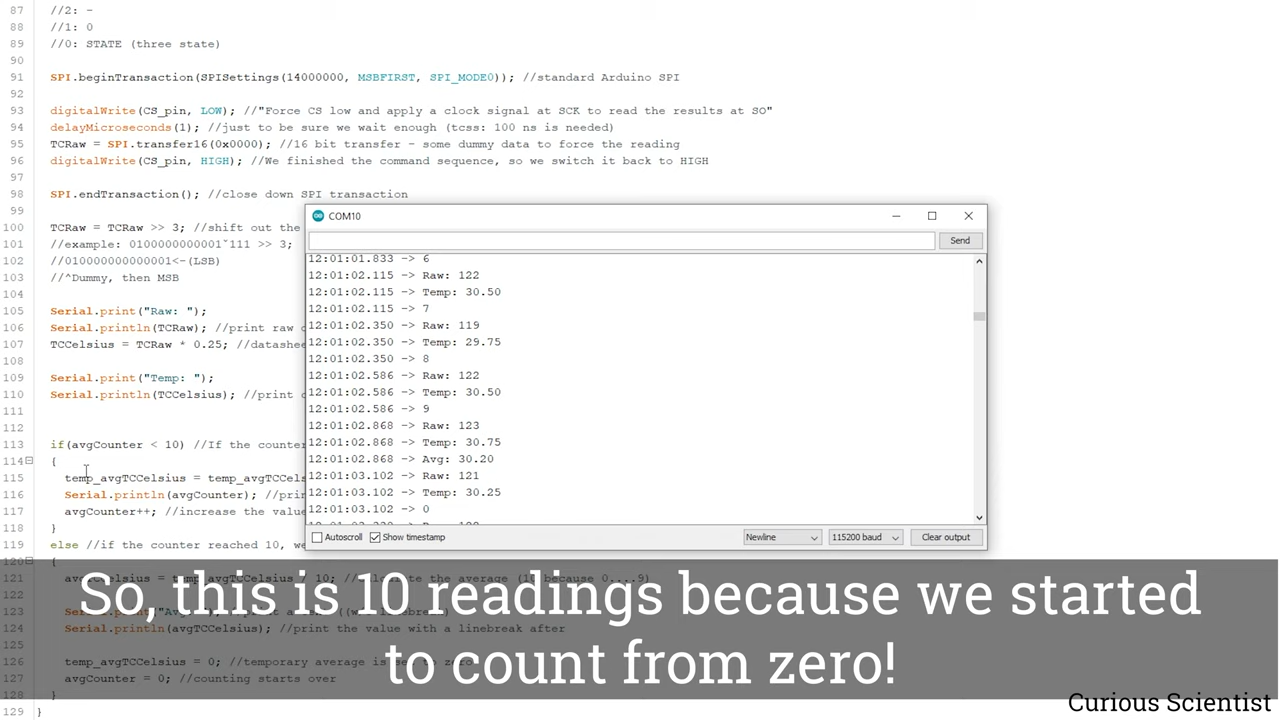 87 //2: -
88 //1: 0
89 //0: STATE (three state)
90
91 SPI.beginTransaction(SPISettings(14000000, MSBFIRST, SPI_MODE0)); //standard Arduino SPI
92
93 digitalWrite(CS_pin, LOW); //"Force CS low and apply a clock signal at SCK to read the results at SO"
94 delayMicroseconds(1); //just to be sure we wait enough (tcss: 100 ns is needed)
95 TCRaw = SPI.transfer16(0x0000); //16 bit transfer - some dummy data to force the reading
96 digitalWrite(CS_pin, HIGH); //We finished the command sequence, so we switch it back to HIGH
97
98 SPI.endTransaction(); //close down SPI transaction
99
100 TCRaw = TCRaw >> 3; //shift out the
101 //example: 0100000000001ˇ111 >> 3;
102 //010000000000001<-(LSB)
103 //^Dummy, then MSB
104
105 Serial.print("Raw: ");
106 Serial.println(TCRaw); //print raw
107 TCCelsius = TCRaw * 0.25; //datashee
108
109 Serial.print("Temp: ");
110 Serial.println(TCCelsius); //print
111
112
113 if(avgCounter < 10) //If the counter
114 {
115 temp_avgTCCelsius = temp_avgTCCels
116 Serial.println(avgCounter); //prin
117 avgCounter++; //increase the valu
118 }
119 else //if the counter reached 10, we
120 {
121
122
123
124 Serial.println(avgTCCelsius); //print the value with a linebreak after
125
126 temp_avgTCCelsius = 0; //temporary average is set to zero
127 avgCounter = 0; //counting starts over
128 }
129 }
COM10
Send
12:01:01.833 -> 6
12:01:02.115 -> Raw: 122
12:01:02.115 -> Temp: 30.50
12:01:02.115 -> 7
12:01:02.350 -> Raw: 119
12:01:02.350 -> Temp: 29.75
12:01:02.350 -> 8
12:01:02.586 -> Raw: 122
12:01:02.586 -> Temp: 30.50
12:01:02.586 -> 9
12:01:02.868 -> Raw: 123
12:01:02.868 -> Temp: 30.75
12:01:02.868 -> Avg: 30.20
12:01:03.102 -> Raw: 121
12:01:03.102 -> Temp: 30.25
12:01:03.102 -> 0
Autoscroll Show timestamp Newline 115200 baud Clear output
So, this is 10 readings because we started
to count from zero!
Curious Scientist